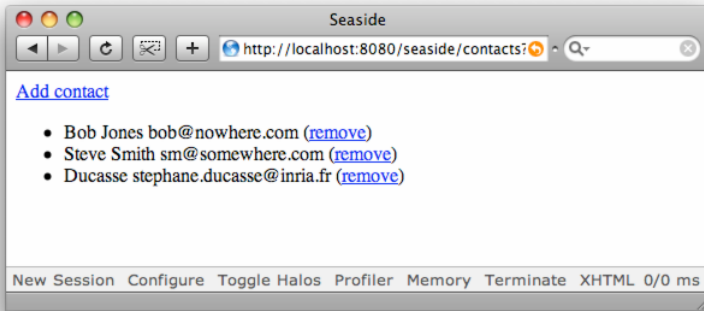 Seaside
http://localhost:8080/seaside/contacts?
Add contact
Bob Jones bob@nowhere.com (remove)
Steve Smith sm@somewhere.com (remove)
Ducasse stephane.ducasse@inria.fr (remove)
New Session Configure Toggle Halos Profiler Memory Terminate XHTML 0/0 ms